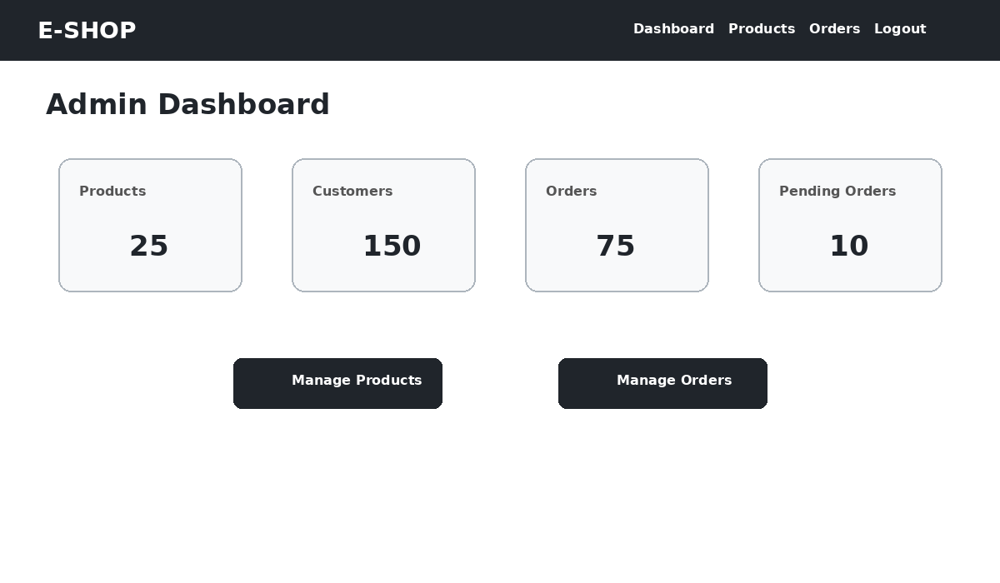 E-SHOP
Dashboard Products Orders Logout
Admin Dashboard
Products
25
Customers
150
Orders
75
Pending Orders
10
Manage Products
Manage Orders